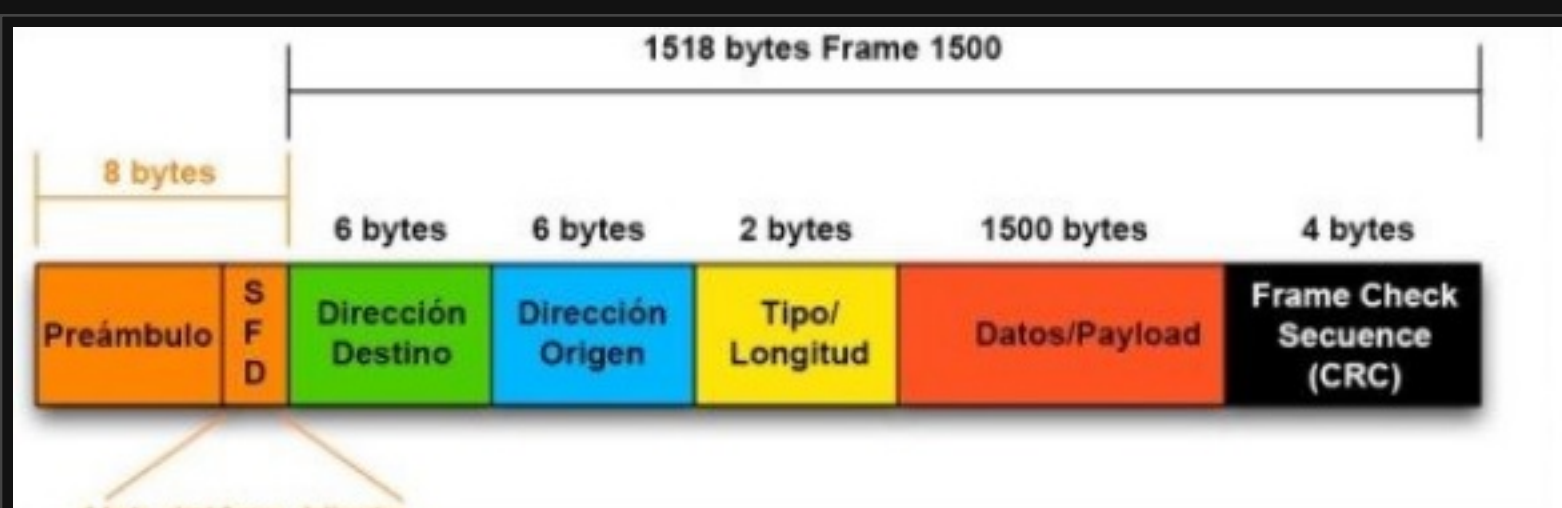 1518 bytes Frame 1500
8 bytes
6 bytes
6 bytes
2 bytes
1500 bytes
4 bytes
Preámbulo
S
F
D
Dirección
Destino
Dirección
Origen
Tipo/
Longitud
Datos/Payload
Frame Check
Secuence
(CRC)